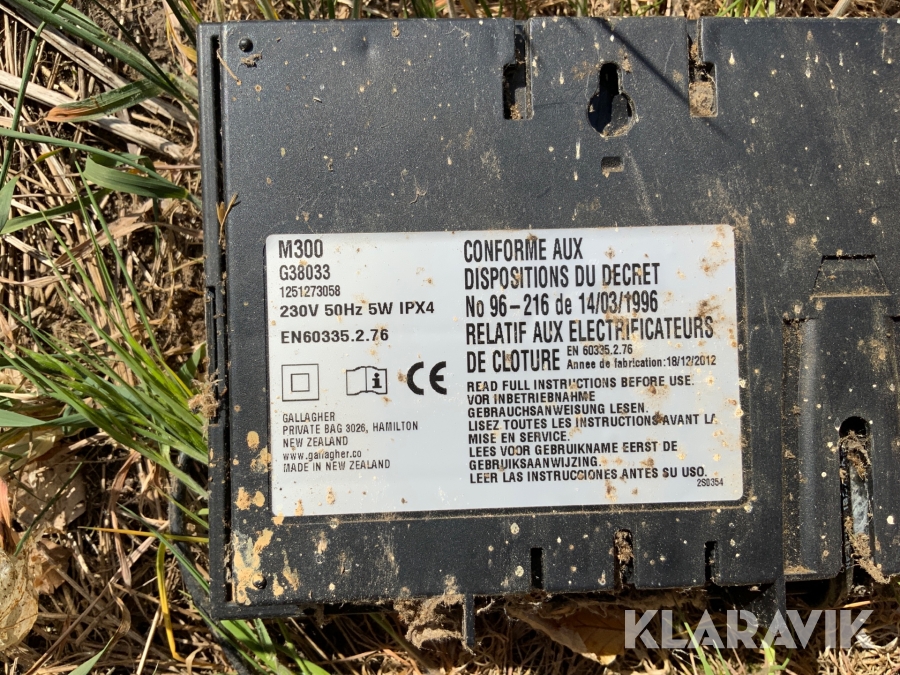 M300
G38033
1251273058
230V 50Hz 5W IPX4
EN60335.2.76
GALLAGHER
PRIVATE BAG 3026, HAMILTON
NEW ZEALAND
www.gallagher.co
MADE IN NEW ZEALAND
CONFORME AUX
DISPOSITIONS DU DECRET
No 96-216 de 14/03/1996
RELATIF AUX ELECTRIFICATEURS
DE CLOTURE EN 60335.2.76
Annee de fabrication: 18/12/2012
READ FULL INSTRUCTIONS BEFORE USE.
VOR INBETRIEBNAHME
GEBRAUCHSANWEISUNG LESEN.
LISEZ TOUTES LES INSTRUCTIONS AVANT LA
MISE EN SERVICE.
LEES VOOR GEBRUIKNAME EERST DE
GEBRUIKSAANWIJZING.
LEER LAS INSTRUCCIONES ANTES SU USO.
2S0354
CE
KLARAVIK